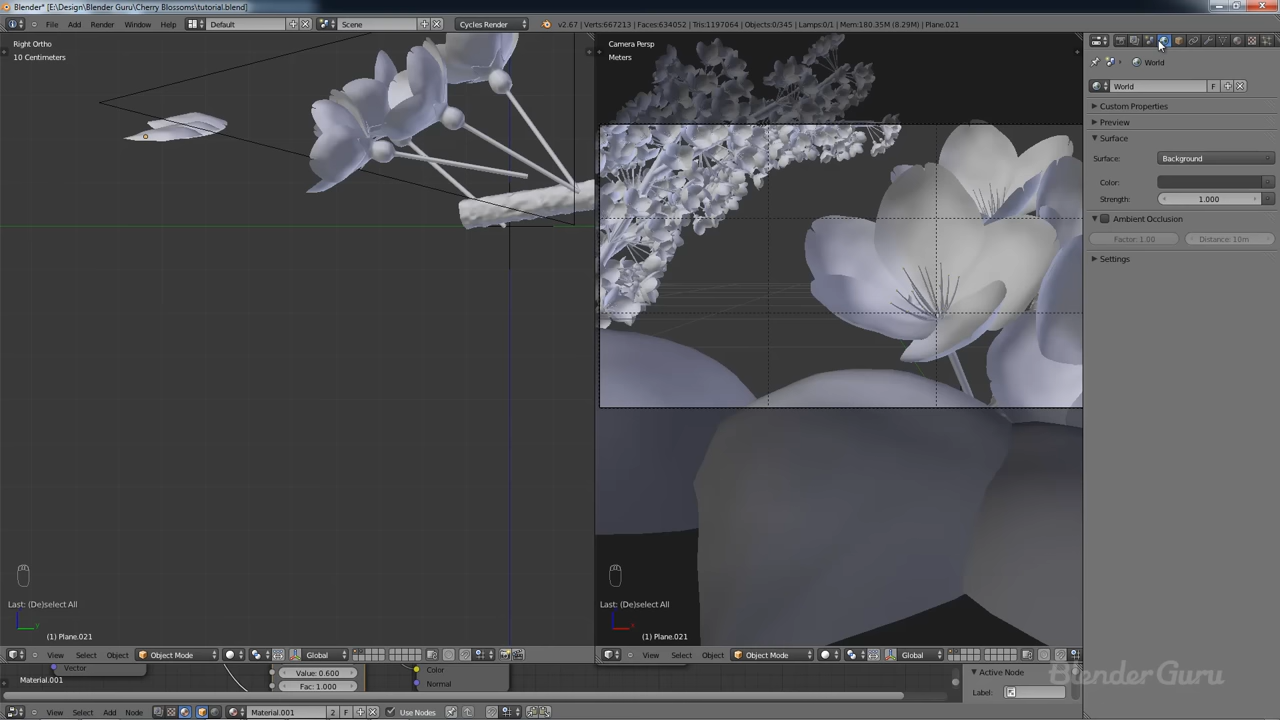 Blender* [E:\Design\Blender Guru\Cherry Blossoms\tutorial.blend]
File Add Render Window Help Default Scene Cycles Render v2.67 | Verts:667213 | Faces:634052 | Tris:1197064 | Objects:0/345 | Lamps:0/1 | Mem:180.35M (8.29M) | Plane.021
Right Ortho
10 Centimeters
Camera Persp
Meters
World
World F
Custom Properties
Preview
Surface
Surface: Background
Color:
Strength: 1.000
Ambient Occlusion
Factor: 1.00 Distance: 10m
Settings
Last: (De)select All
(1) Plane.021
Last: (De)select All
(1) Plane.021
View Select Object Object Mode Global
View Select Object Object Mode Global
Vector
Material.001
Value: 0.600
Fac: 1.000
Color
Normal
Active Node
Label:
BlenderGuru
View Select Add Node Material.001 2 F Use Nodes